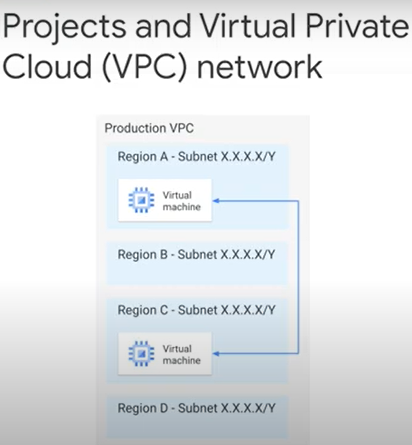 Projects and Virtual Private
Cloud (VPC) network
Production VPC
Region A - Subnet X.X.X.X/Y
Virtual
machine
Region B - Subnet X.X.X.X/Y
Region C - Subnet X.X.X.X/Y
Virtual
machine
Region D - Subnet X.X.X.X/Y